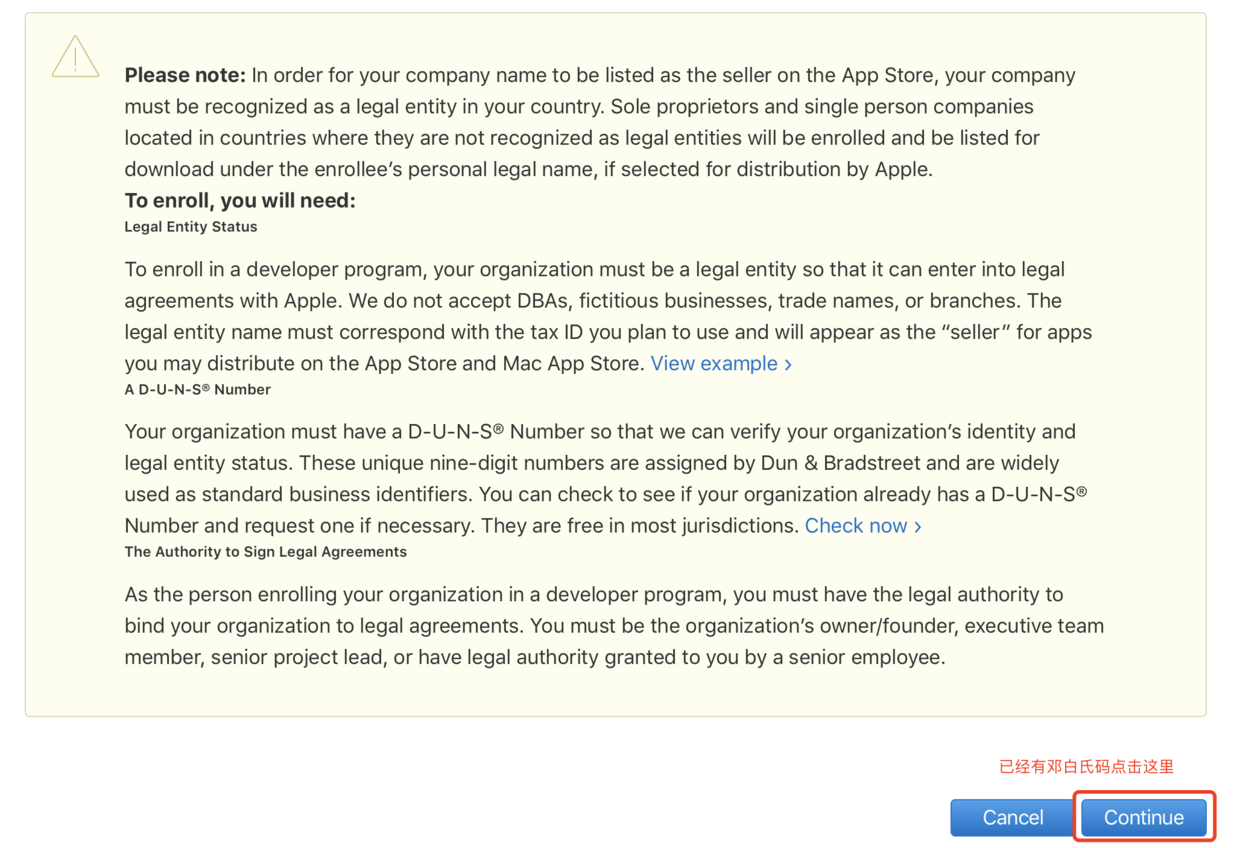 Please note: In order for your company name to be listed as the seller on the App Store, your company
must be recognized as a legal entity in your country. Sole proprietors and single person companies
located in countries where they are not recognized as legal entities will be enrolled and be listed for
download under the enrollee’s personal legal name, if selected for distribution by Apple.
To enroll, you will need:
Legal Entity Status
To enroll in a developer program, your organization must be a legal entity so that it can enter into legal
agreements with Apple. We do not accept DBAs, fictitious businesses, trade names, or branches. The
legal entity name must correspond with the tax ID you plan to use and will appear as the “seller” for apps
you may distribute on the App Store and Mac App Store. View example ›
A D-U-N-S® Number
Your organization must have a D-U-N-S® Number so that we can verify your organization’s identity and
legal entity status. These unique nine-digit numbers are assigned by Dun & Bradstreet and are widely
used as standard business identifiers. You can check to see if your organization already has a D-U-N-S®
Number and request one if necessary. They are free in most jurisdictions. Check now ›
The Authority to Sign Legal Agreements
As the person enrolling your organization in a developer program, you must have the legal authority to
bind your organization to legal agreements. You must be the organization’s owner/founder, executive team
member, senior project lead, or have legal authority granted to you by a senior employee.
已经有邓白氏码点击这里
Cancel Continue